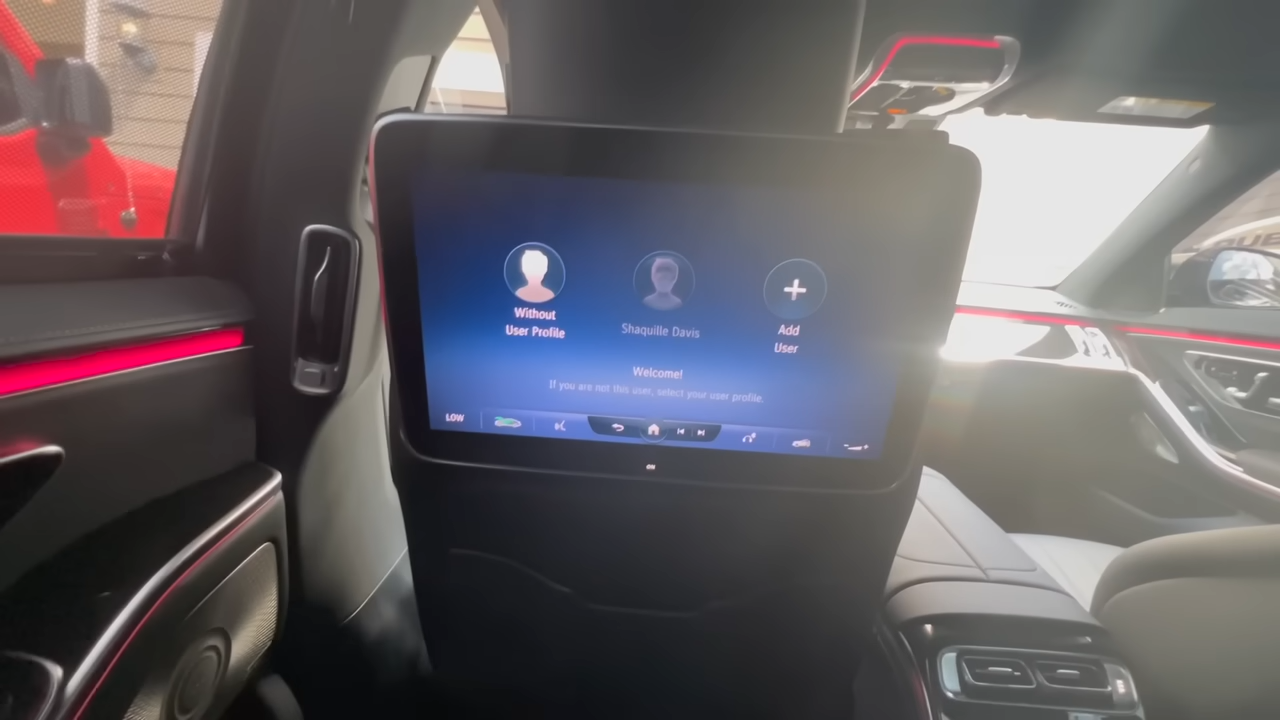 Without
User Profile
Shaquille Davis
Add
User
Welcome!
If you are not this user, select your user profile.
LOW
ON